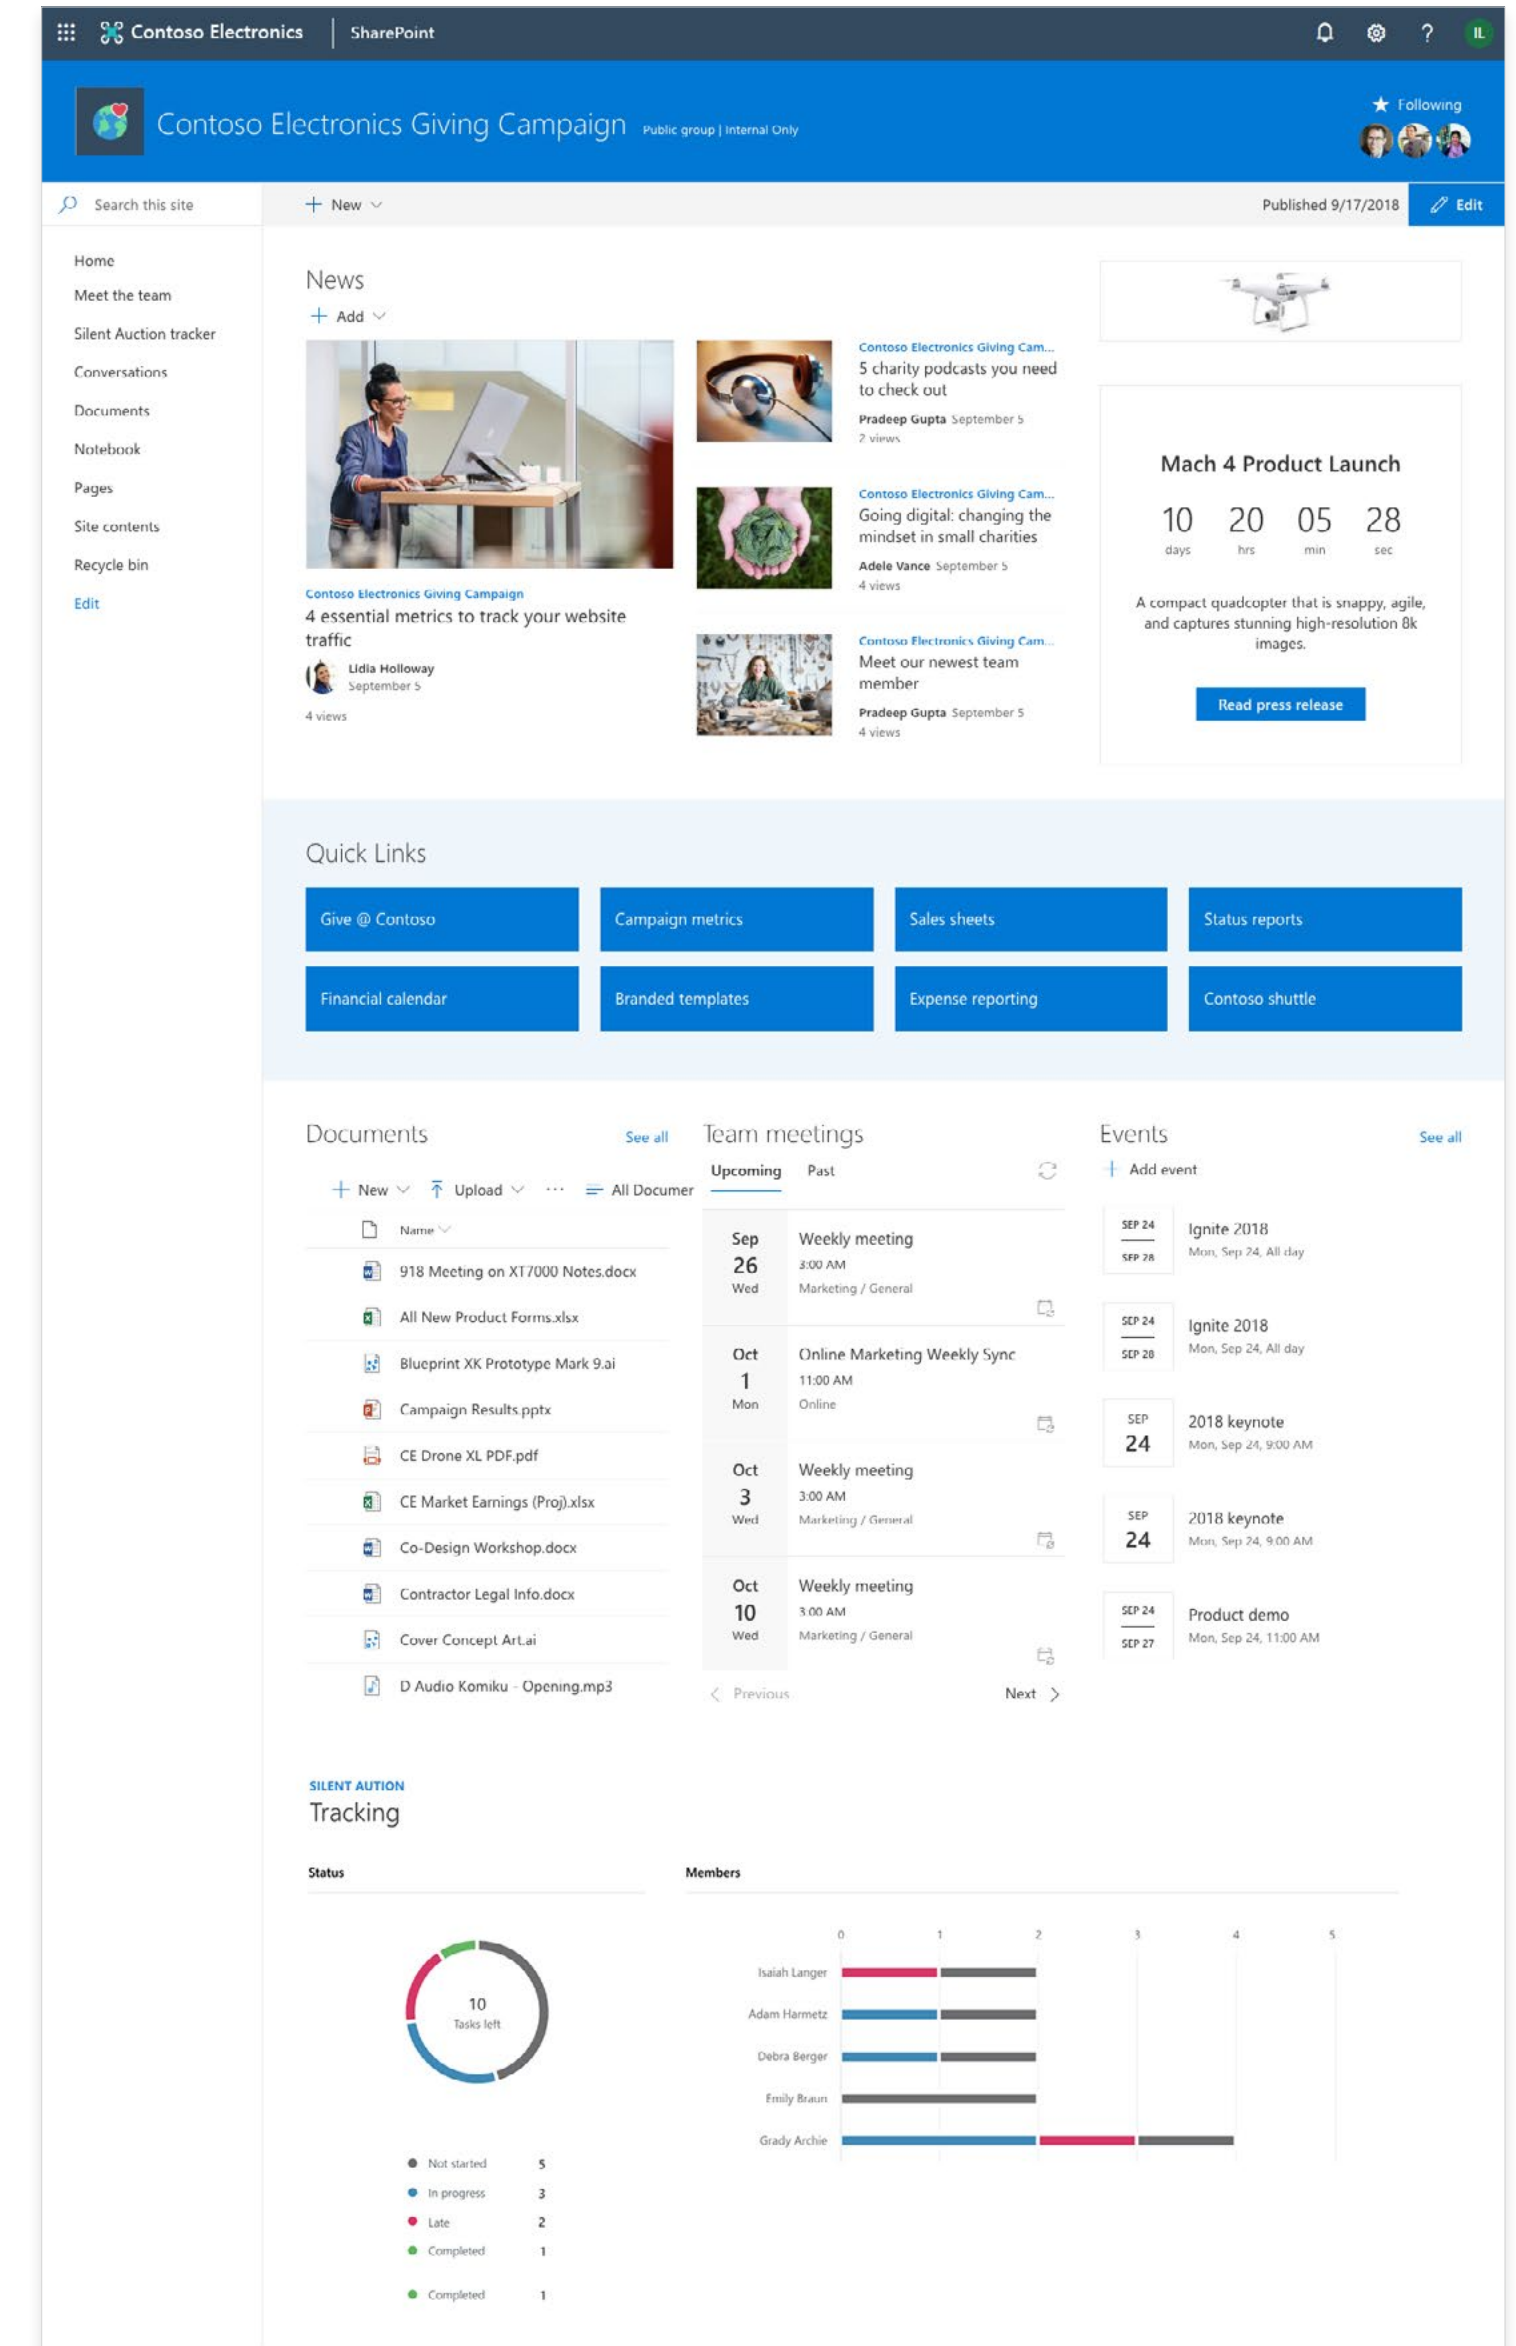 Contoso Electronics
SharePoint
?
IL
Contoso Electronics Giving Campaign
Public group | Internal Only
Following
Search this site
New
Published 9/17/2018
Edit
Home
Meet the team
Silent Auction tracker
Conversations
Documents
Notebook
Pages
Site contents
Recycle bin
Edit
News
Add
Contoso Electronics Giving Campaign
4 essential metrics to track your website
traffic
Lidia Holloway
September 5
4 views
Contoso Electronics Giving Cam...
5 charity podcasts you need
to check out
Pradeep Gupta September 5
2 views
Contoso Electronics Giving Cam...
Going digital: changing the
mindset in small charities
Adele Vance September 5
4 views
Contoso Electronics Giving Cam...
Meet our newest team
member
Pradeep Gupta September 5
4 views
Mach 4 Product Launch
10 20 05 28
days hrs min sec
A compact quadcopter that is snappy, agile,
and captures stunning high-resolution 8k
images.
Read press release
Quick Links
Give @ Contoso
Campaign metrics
Sales sheets
Status reports
Financial calendar
Branded templates
Expense reporting
Contoso shuttle
Documents
See all
New
Upload
...
All Documer
Name
918 Meeting on XT7000 Notes.docx
All New Product Forms.xlsx
Blueprint XK Prototype Mark 9.ai
Campaign Results.pptx
CE Drone XL PDF.pdf
CE Market Earnings (Proj).xlsx
Co-Design Workshop.docx
Contractor Legal Info.docx
Cover Concept Art.ai
D Audio Komiku - Opening.mp3
Team meetings
Upcoming
Past
Sep
26
Wed
Weekly meeting
3:00 AM
Marketing / General
Oct
1
Mon
Online Marketing Weekly Sync
11:00 AM
Online
Oct
3
Wed
Weekly meeting
3:00 AM
Marketing / General
Oct
10
Wed
Weekly meeting
3:00 AM
Marketing / General
Previous
Next
Events
See all
Add event
SEP 24
SEP 28
Ignite 2018
Mon, Sep 24, All day
SEP 24
SEP 28
Ignite 2018
Mon, Sep 24, All day
SEP
24
2018 keynote
Mon, Sep 24, 9:00 AM
SEP
24
2018 keynote
Mon, Sep 24, 9:00 AM
SEP 24
SEP 27
Product demo
Mon, Sep 24, 11:00 AM
SILENT AUTION
Tracking
Status
10
Tasks left
Not started 5
In progress 3
Late 2
Completed 1
Completed 1
Members
0 1 2 3 4 5
Isaiah Langer
Adam Harmetz
Debra Berger
Emily Braun
Grady Archie